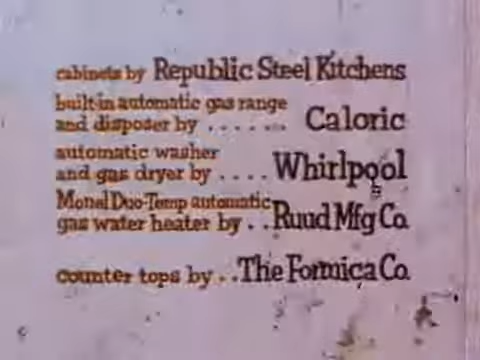 cabinets by Republic Steel Kitchens
built-in automatic gas range
and disposer by ...... Caloric
automatic washer
and gas dryer by .... Whirlpool
Monel Duo-Temp automatic
gas water heater by .. Ruud Mfg Co.
counter tops by .. The Formica Co.